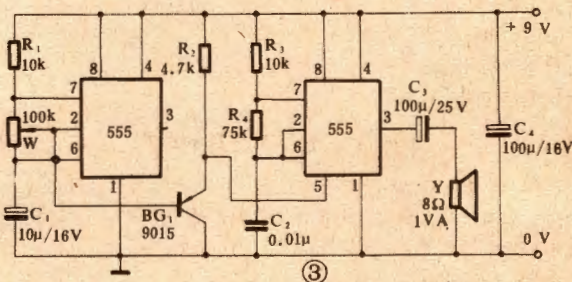 + 9 V
R₁
10k
8
4
R₂
4.7k
R₃
10k
8
4
7
100k
2
W
6
555
3
1
C₁
10μ/16V
BG₁
9015
7
R₄
75k
2
6
555
3
5
1
C₂
0.01μ
C₃
100μ/25V
Y
8Ω
1VA
C₄
100μ/16V
0 V
③